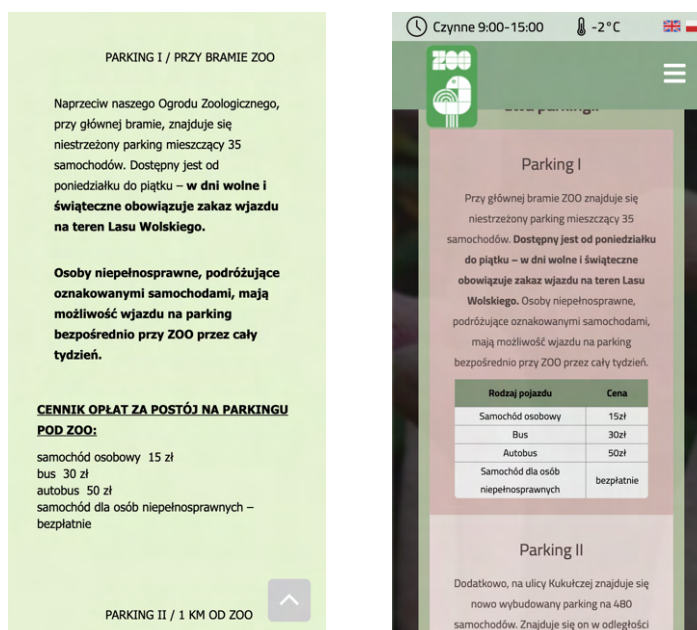 PARKING I / PRZY BRAMIE ZOO
Naprzeciw naszego Ogrodu Zoologicznego,
przy głównej bramie, znajduje się
niestrzeżony parking mieszczący 35
samochodów. Dostępny jest od
poniedziałku do piątku – w dni wolne i
świąteczne obowiązuje zakaz wjazdu
na teren Lasu Wolskiego.
Osoby niepełnosprawne, podróżujące
oznakowanymi samochodami, mają
możliwość wjazdu na parking
bezpośrednio przy ZOO przez cały
tydzień.
CENNIK OPŁAT ZA POSTÓJ NA PARKINGU
POD ZOO:
samochód osobowy 15 zł
bus 30 zł
autobus 50 zł
samochód dla osób niepełnosprawnych –
bezpłatnie
PARKING II / 1 KM OD ZOO
Czynne 9:00-15:00 -2°C
ZOO
Parking I
Przy głównej bramie ZOO znajduje się
niestrzeżony parking mieszczący 35
samochodów. Dostępny jest od poniedziałku
do piątku – w dni wolne i świąteczne
obowiązuje zakaz wjazdu na teren Lasu
Wolskiego. Osoby niepełnosprawne,
podróżujące oznakowanymi samochodami,
mają możliwość wjazdu na parking
bezpośrednio przy ZOO przez cały tydzień.
Rodzaj pojazdu Cena
Samochód osobowy 15zł
Bus 30zł
Autobus 50zł
Samochód dla osób
niepełnosprawnych bezpłatnie
Parking II
Dodatkowo, na ulicy Kukułczej znajduje się
nowo wybudowany parking na 480
samochodów. Znajduje się on w odległości